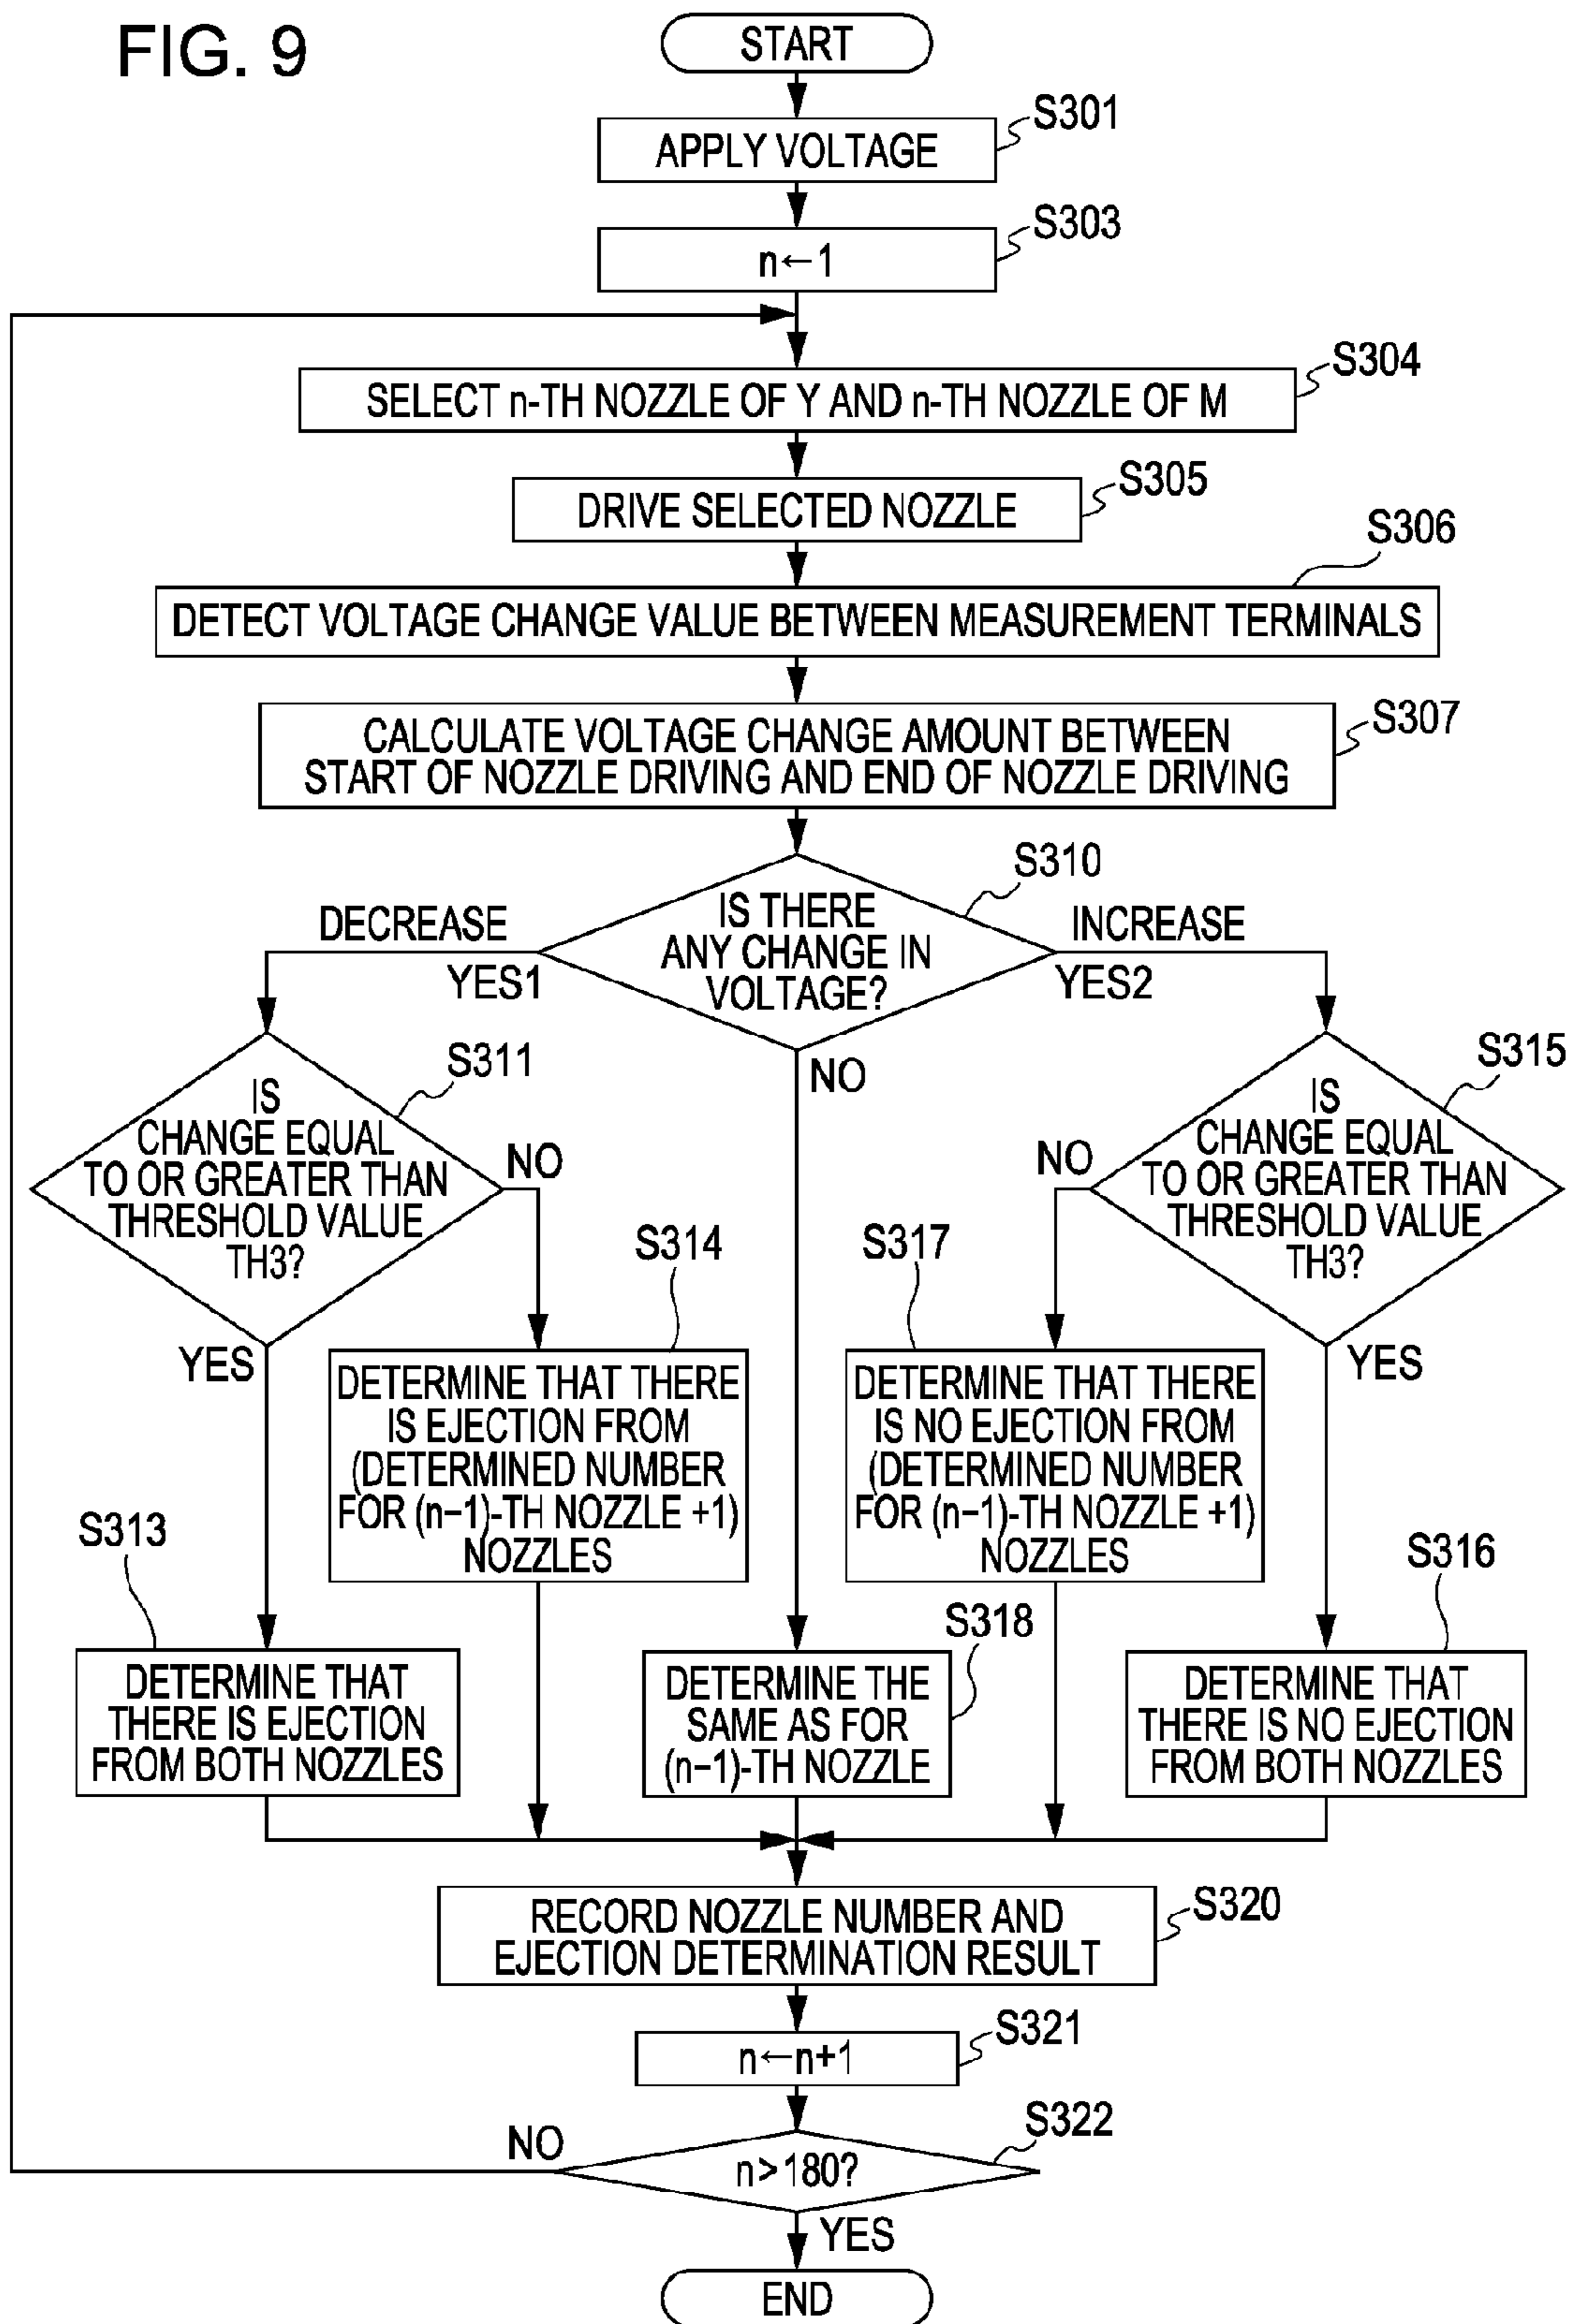 FIG. 9
START
S301
APPLY VOLTAGE
S303
n←1
S304
SELECT n-TH NOZZLE OF Y AND n-TH NOZZLE OF M
S305
DRIVE SELECTED NOZZLE
S306
DETECT VOLTAGE CHANGE VALUE BETWEEN MEASUREMENT TERMINALS
S307
CALCULATE VOLTAGE CHANGE AMOUNT BETWEEN
START OF NOZZLE DRIVING AND END OF NOZZLE DRIVING
S310
IS THERE
ANY CHANGE IN
VOLTAGE?
DECREASE
YES1
INCREASE
YES2
NO
S311
IS
CHANGE EQUAL
TO OR GREATER THAN
THRESHOLD VALUE
TH3?
NO
YES
S315
IS
CHANGE EQUAL
TO OR GREATER THAN
THRESHOLD VALUE
TH3?
NO
YES
S314
DETERMINE THAT THERE
IS EJECTION FROM
(DETERMINED NUMBER
FOR (n−1)-TH NOZZLE +1)
NOZZLES
S317
DETERMINE THAT THERE
IS NO EJECTION FROM
(DETERMINED NUMBER
FOR (n−1)-TH NOZZLE +1)
NOZZLES
S313
DETERMINE THAT
THERE IS EJECTION
FROM BOTH NOZZLES
S318
DETERMINE THE
SAME AS FOR
(n−1)-TH NOZZLE
S316
DETERMINE THAT
THERE IS NO EJECTION
FROM BOTH NOZZLES
S320
RECORD NOZZLE NUMBER AND
EJECTION DETERMINATION RESULT
S321
n←n+1
S322
n>180?
NO
YES
END